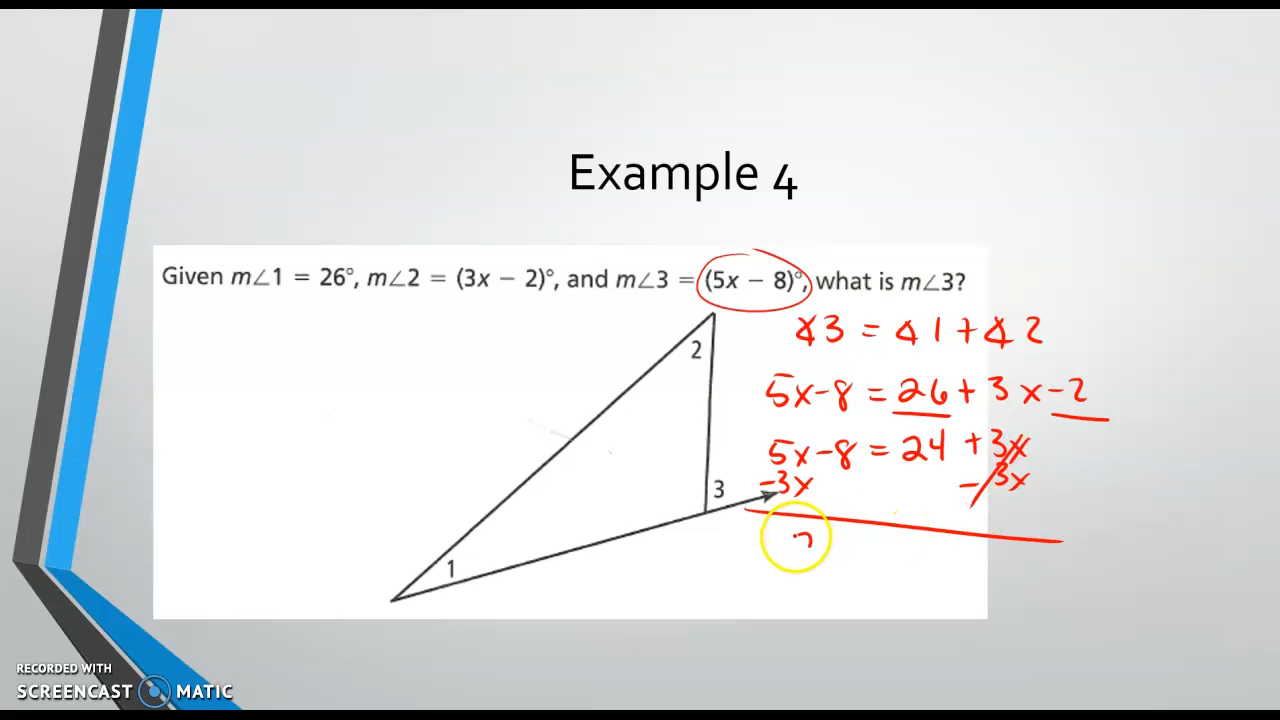 Example 4
Given m∠1 = 26°, m∠2 = (3x − 2)°, and m∠3 = (5x − 8)°, what is m∠3?
∡3 = ∡1 + ∡2
2
5x-8 = 26 + 3x-2
5x-8 = 24 + 3x
-3x - 3x
3
1
RECORDED WITH
SCREENCAST MATIC